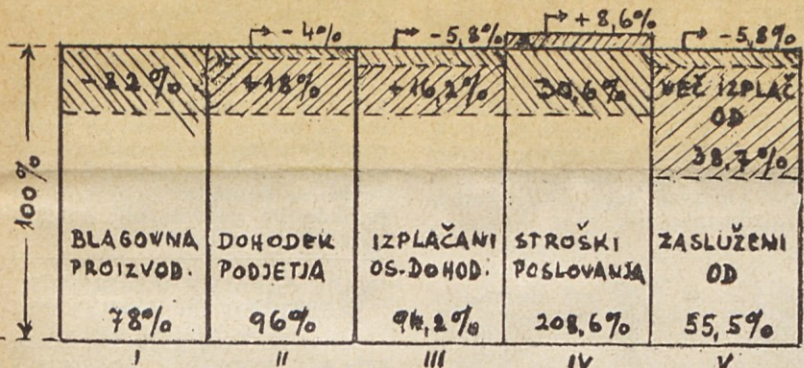 - 4%
-5,8%
+8,6%
-5,8%
100%
-22%
+18%
+16,2%
30,6%
VEČ IZPLAČ
OD
38,7%
BLAGOVNA
PROIZVOD.
78%
DOHODEK
PODJETJA
96%
IZPLAČANI
OS.DOHOD.
94,2%
STROŠKI
POSLOVANJA
208,6%
ZASLUŽENI
OD
55,5%
I
II
III
IV
V